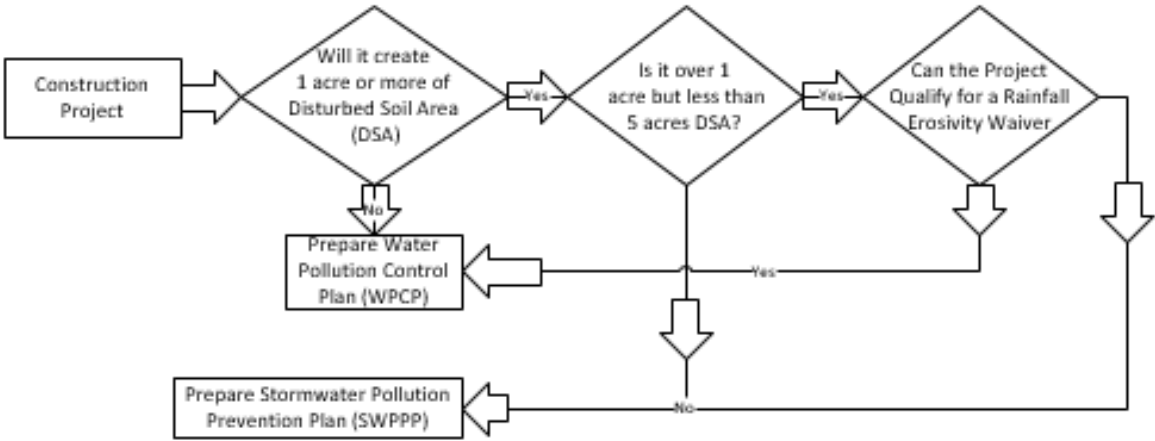 Construction
Project
Will it create
1 acre or more of
Disturbed Soil Area
(DSA)
Yes
Is it over 1
acre but less than
5 acres DSA?
Yes
Can the Project
Qualify for a Rainfall
Erosivity Waiver
No
Prepare Water
Pollution Control
Plan (WPCP)
Yes
Prepare Stormwater Pollution
Prevention Plan (SWPPP)
No